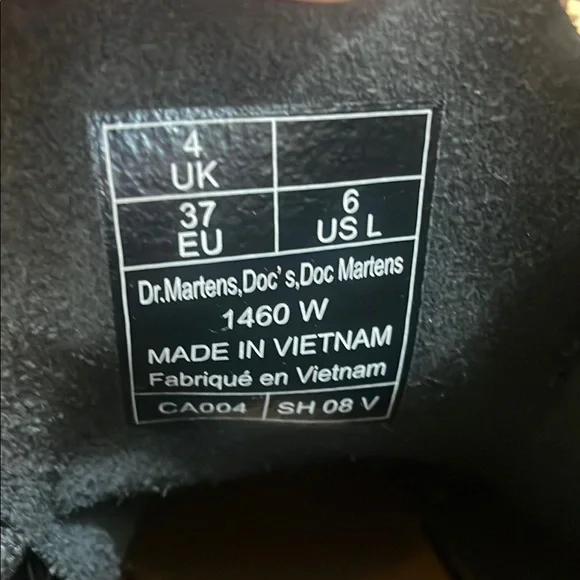 4
UK
37
EU
6
US L
Dr.Martens,Doc's,Doc Martens
1460 W
MADE IN VIETNAM
Fabriqué en Vietnam
CA004
SH 08 V